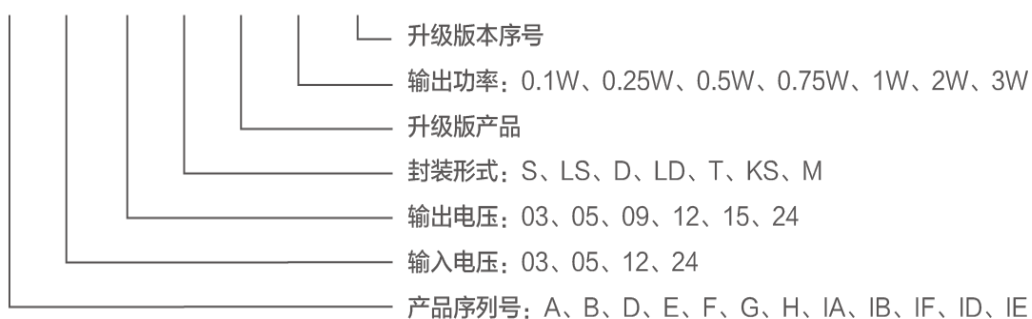 升级版本序号
输出功率：0.1W、0.25W、0.5W、0.75W、1W、2W、3W
升级版产品
封装形式：S、LS、D、LD、T、KS、M
输出电压：03、05、09、12、15、24
输入电压：03、05、12、24
产品序列号：A、B、D、E、F、G、H、IA、IB、IF、ID、IE